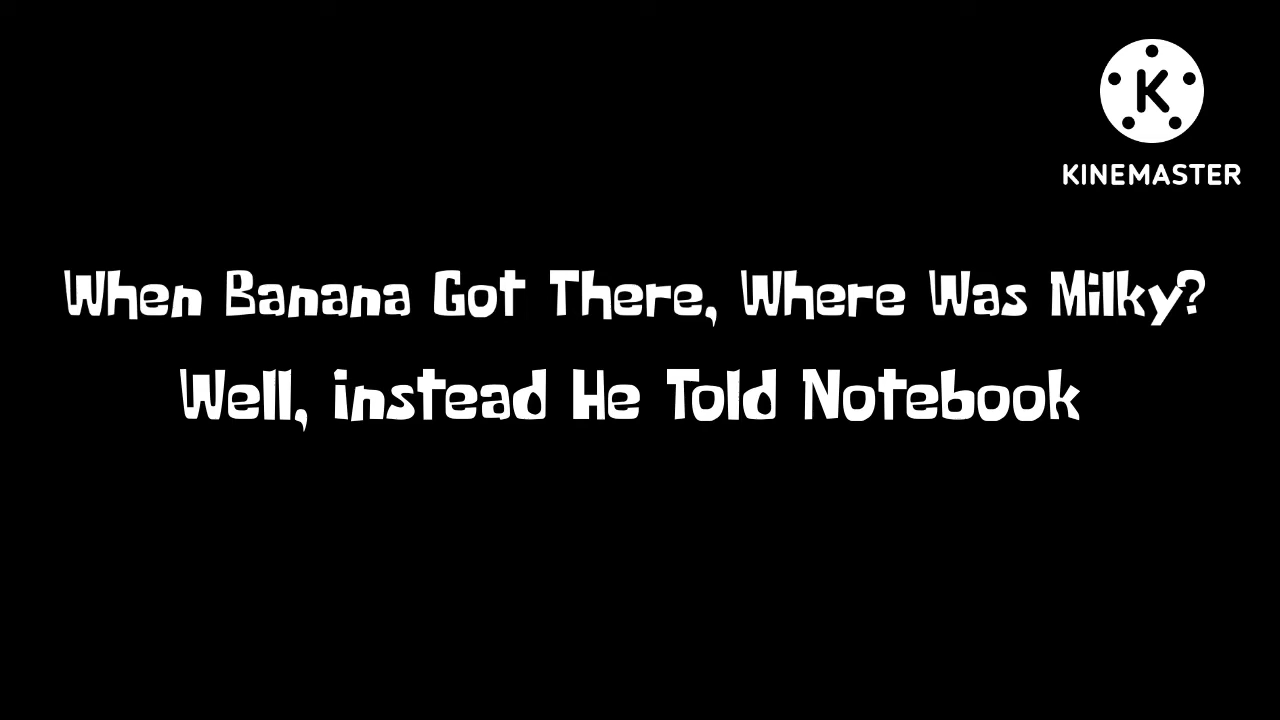 K
KINEMASTER
When Banana Got There, Where Was Milky?
Well, instead He Told Notebook